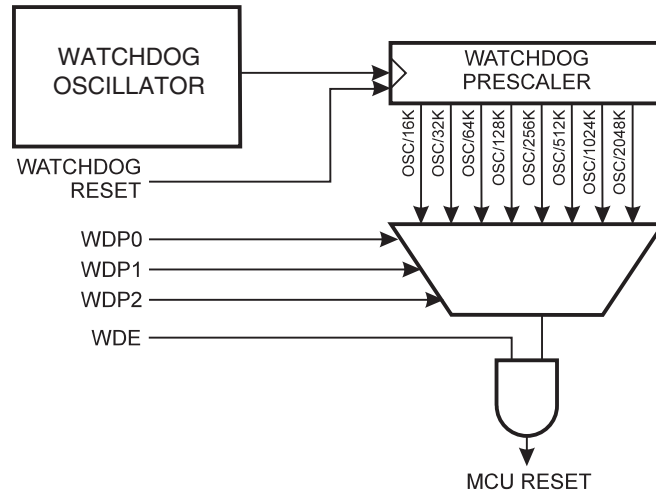 WATCHDOG
OSCILLATOR
WATCHDOG
PRESCALER
OSC/16K
OSC/32K
OSC/64K
OSC/128K
OSC/256K
OSC/512K
OSC/1024K
OSC/2048K
WATCHDOG
RESET
WDP0
WDP1
WDP2
WDE
MCU RESET